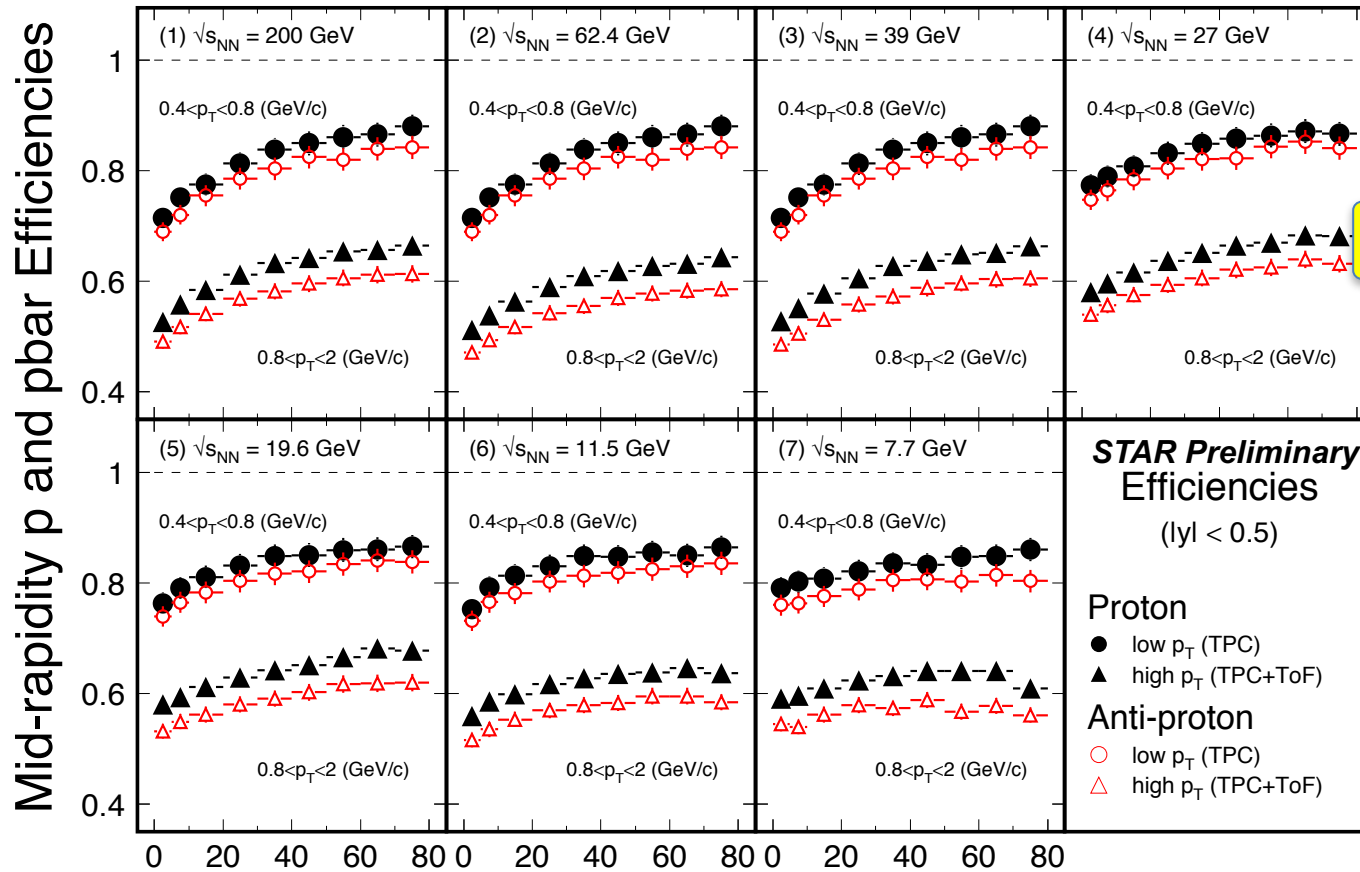 Mid-rapidity p and pbar Efficiencies
(1) √sNN = 200 GeV
1
0.4<pT<0.8 (GeV/c)
0.8
0.6
0.8<pT<2 (GeV/c)
0.4
(2) √sNN = 62.4 GeV
0.4<pT<0.8 (GeV/c)
0.8<pT<2 (GeV/c)
(3) √sNN = 39 GeV
0.4<pT<0.8 (GeV/c)
0.8<pT<2 (GeV/c)
(4) √sNN = 27 GeV
0.4<pT<0.8 (GeV/c)
0.8<pT<2 (GeV/c)
(5) √sNN = 19.6 GeV
1
0.4<pT<0.8 (GeV/c)
0.8
0.6
0.8<pT<2 (GeV/c)
0.4
0 20 40 60 80
(6) √sNN = 11.5 GeV
0.4<pT<0.8 (GeV/c)
0.8<pT<2 (GeV/c)
0 20 40 60 80
(7) √sNN = 7.7 GeV
0.4<pT<0.8 (GeV/c)
0.8<pT<2 (GeV/c)
0 20 40 60 80
STAR Preliminary
Efficiencies
(|y| < 0.5)
Proton
low pT (TPC)
high pT (TPC+ToF)
Anti-proton
low pT (TPC)
high pT (TPC+ToF)